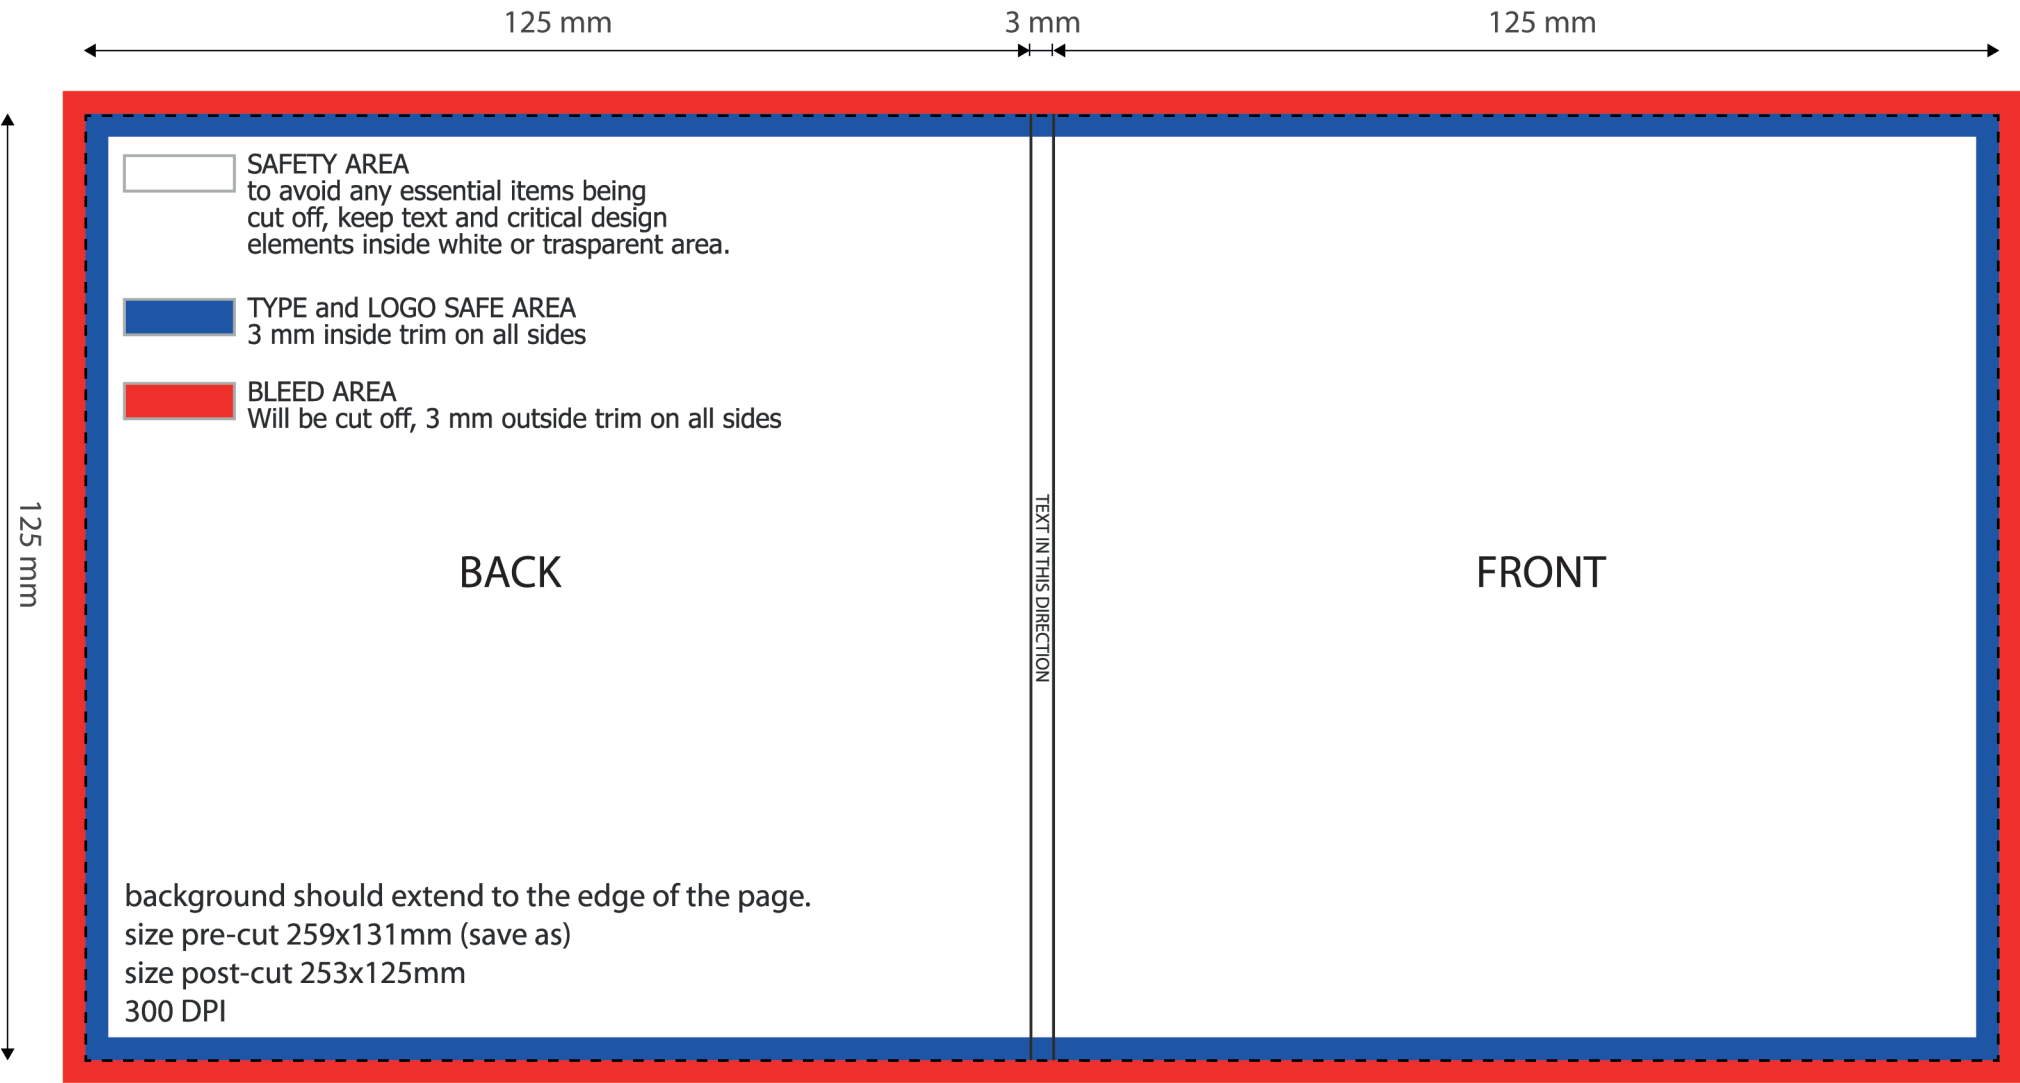 125 mm
3 mm
125 mm
SAFETY AREA
to avoid any essential items being
cut off, keep text and critical design
elements inside white or trasparent area.
TYPE and LOGO SAFE AREA
3 mm inside trim on all sides
BLEED AREA
Will be cut off, 3 mm outside trim on all sides
125 mm
BACK
TEXT IN THIS DIRECTION
FRONT
background should extend to the edge of the page.
size pre-cut 259x131mm (save as)
size post-cut 253x125mm
300 DPI